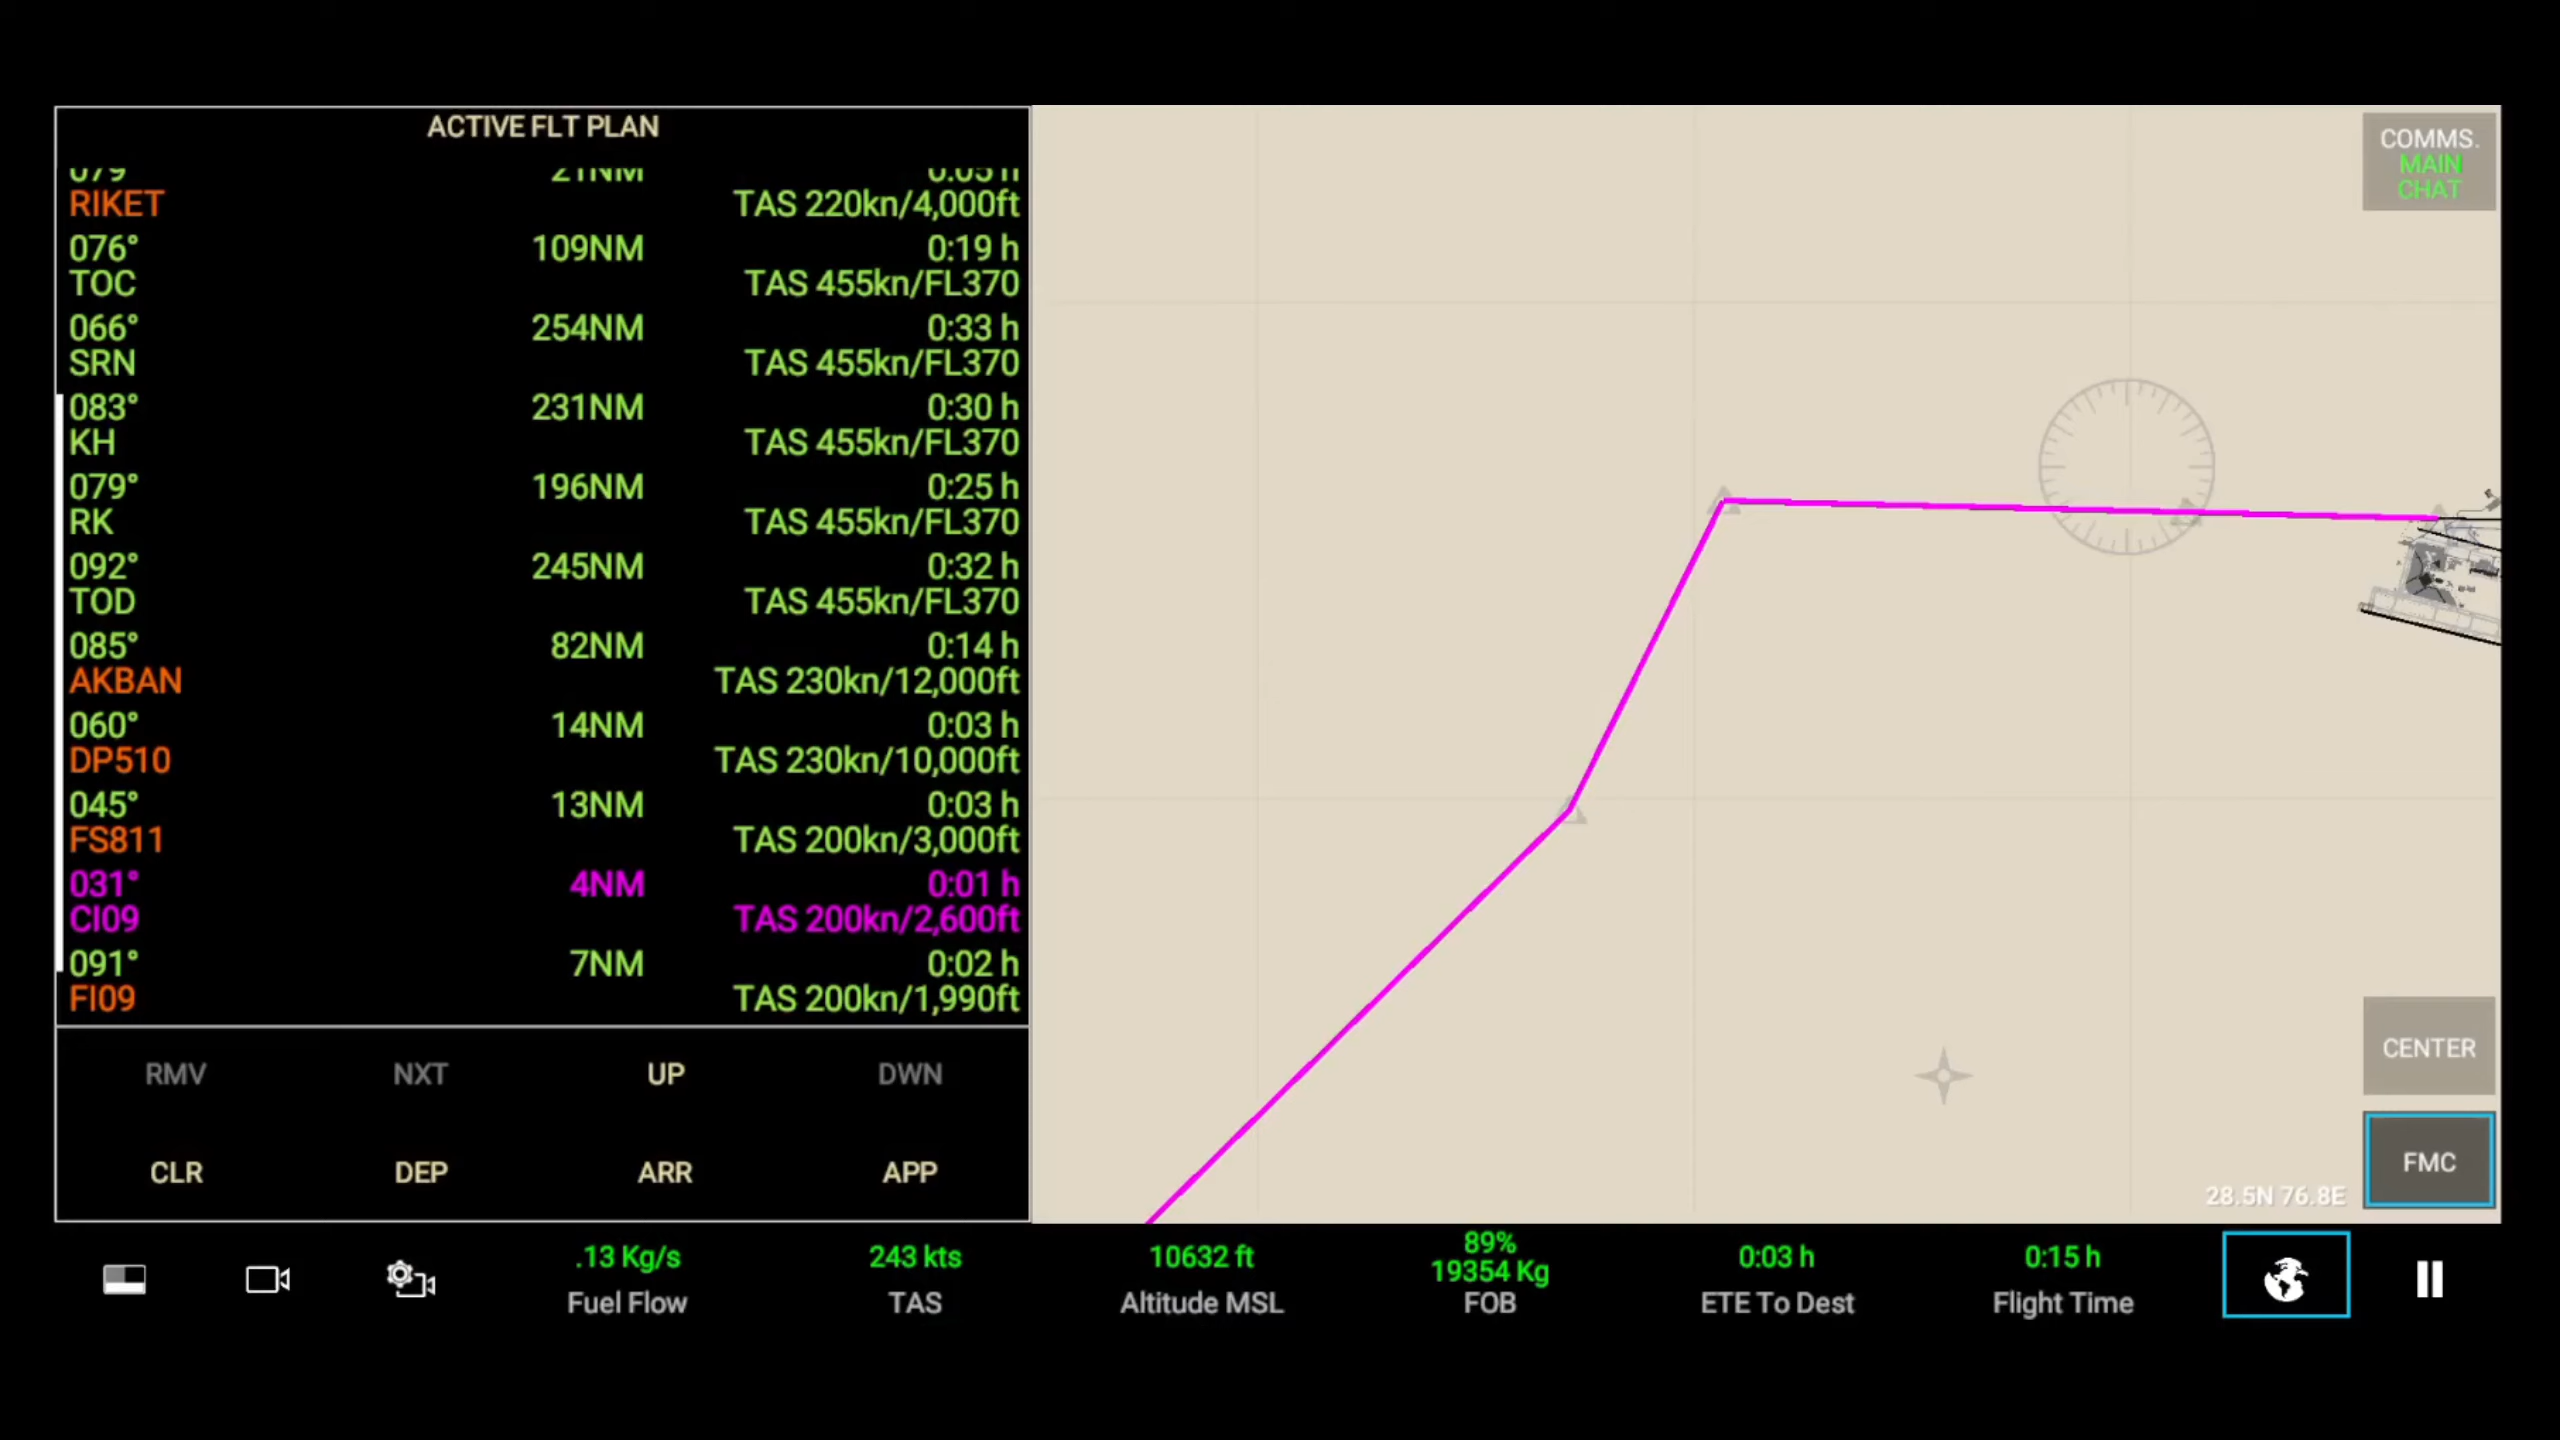 ACTIVE FLT PLAN
079 21NM 0:05 h
RIKET TAS 220kn/4,000ft
076° 109NM 0:19 h
TOC TAS 455kn/FL370
066° 254NM 0:33 h
SRN TAS 455kn/FL370
083° 231NM 0:30 h
KH TAS 455kn/FL370
079° 196NM 0:25 h
RK TAS 455kn/FL370
092° 245NM 0:32 h
TOD TAS 455kn/FL370
085° 82NM 0:14 h
AKBAN TAS 230kn/12,000ft
060° 14NM 0:03 h
DP510 TAS 230kn/10,000ft
045° 13NM 0:03 h
FS811 TAS 200kn/3,000ft
031° 4NM 0:01 h
CI09 TAS 200kn/2,600ft
091° 7NM 0:02 h
FI09 TAS 200kn/1,990ft
RMV NXT UP DWN
CLR DEP ARR APP
COMMS.
MAIN
CHAT
CENTER
FMC
28.5N 76.8E
.13 Kg/s
Fuel Flow
243 kts
TAS
10632 ft
Altitude MSL
89%
19354 Kg
FOB
0:03 h
ETE To Dest
0:15 h
Flight Time